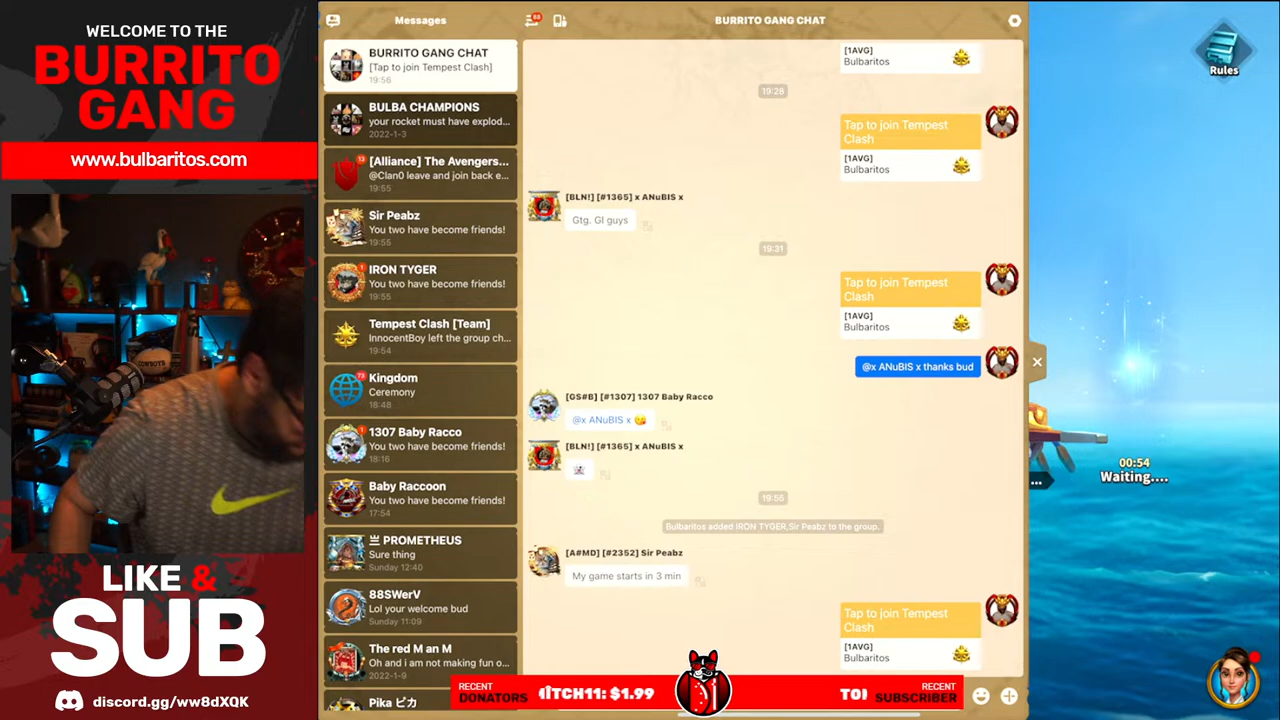 WELCOME TO THE
BURRITO
GANG
www.bulbaritos.com
LIKE &
SUB
discord.gg/ww8dXQK
Messages
BURRITO GANG CHAT
[Tap to join Tempest Clash]
19:56
BULBA CHAMPIONS
your rocket must have explod...
2022-1-3
13
[Alliance] The Avengers...
@Clan0 leave and join back e...
19:55
Sir Peabz
You two have become friends!
19:55
1
IRON TYGER
You two have become friends!
19:55
Tempest Clash [Team]
InnocentBoy left the group ch...
19:54
73
Kingdom
Ceremony
18:48
1
1307 Baby Racco
You two have become friends!
18:16
Baby Raccoon
You two have become friends!
17:54
PROMETHEUS
Sure thing
Sunday 12:40
88SWerV
Lol your welcome bud
Sunday 11:09
The red M an M
Oh and i am not making fun o...
2022-1-9
Pika ピカ
88
BURRITO GANG CHAT
[1AVG]
Bulbaritos
19:28
Tap to join Tempest
Clash
[1AVG]
Bulbaritos
[BLN!] [#1365] x ANuBIS x
Gtg. Gl guys
19:31
Tap to join Tempest
Clash
[1AVG]
Bulbaritos
@x ANuBIS x thanks bud
[GS#B] [#1307] 1307 Baby Racco
@x ANuBIS x 😘
[BLN!] [#1365] x ANuBIS x
19:55
Bulbaritos added IRON TYGER,Sir Peabz to the group.
[A#MD] [#2352] Sir Peabz
My game starts in 3 min
Tap to join Tempest
Clash
[1AVG]
Bulbaritos
RECENT
DONATORS
ITCH11: $1.99
RECENT
SUBSCRIBER
Rules
00:54
Waiting....